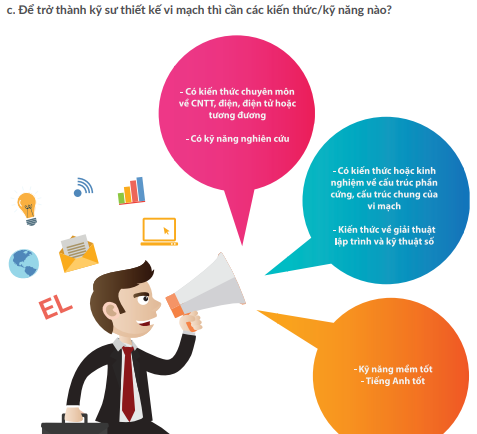 c. Để trở thành kỹ sư thiết kế vi mạch thì cần các kiến thức/kỹ năng nào?
- Có kiến thức chuyên môn
về CNTT, điện, điện tử hoặc
tương đương
- Có kỹ năng nghiên cứu
- Có kiến thức hoặc kinh
nghiệm về cấu trúc phần
cứng, cấu trúc chung của
vi mạch
- Kiến thức về giải thuật
lập trình và kỹ thuật số
EL
- Kỹ năng mềm tốt
- Tiếng Anh tốt